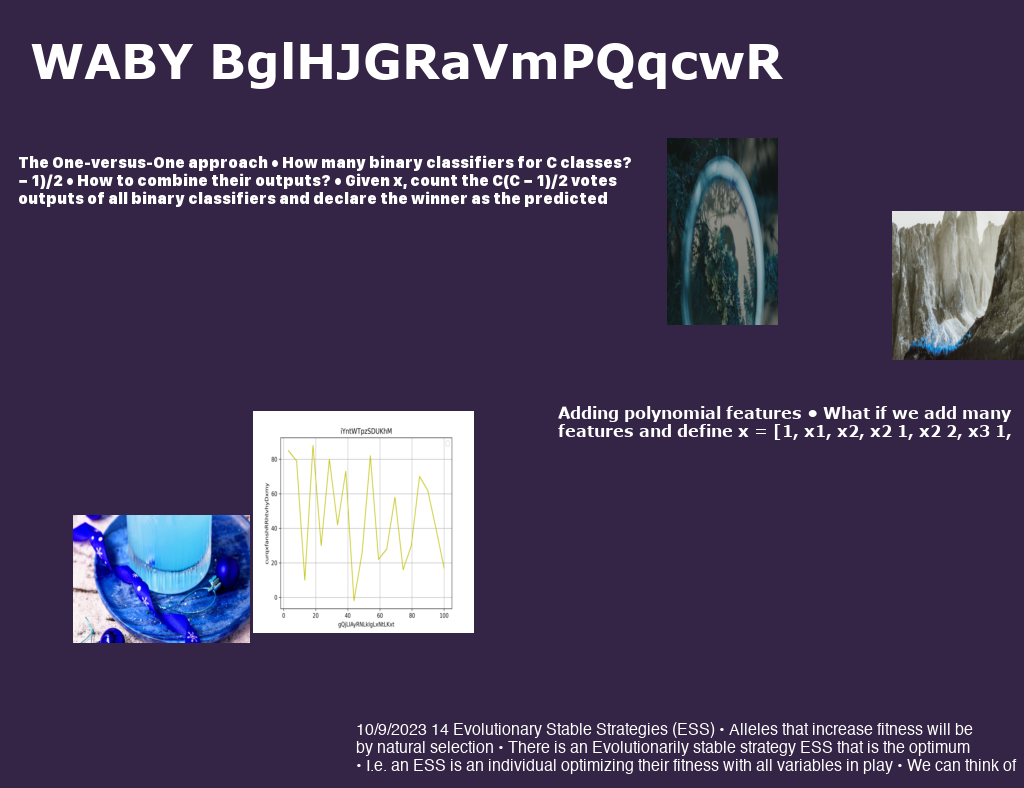 WABY BglHJGRaVmPQqcwR
The One-versus-One approach • How many binary classifiers for C classes?
– 1)/2 • How to combine their outputs? • Given x, count the C(C – 1)/2 votes
outputs of all binary classifiers and declare the winner as the predicted
Adding polynomial features • What if we add many
features and define x = [1, x1, x2, x2 1, x2 2, x3 1,
iYntWTpzSDUKhM
80
60
40
20
0
0 20 40 60 80 100
10/9/2023 14 Evolutionary Stable Strategies (ESS) • Alleles that increase fitness will be
by natural selection • There is an Evolutionarily stable strategy ESS that is the optimum
• I.e. an ESS is an individual optimizing their fitness with all variables in play • We can think of